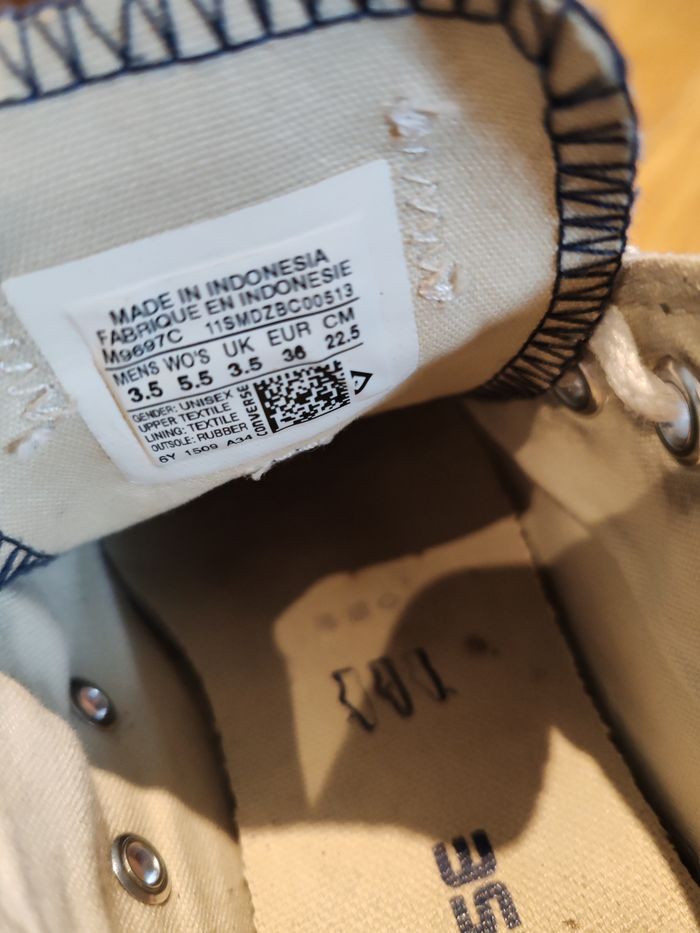 MADE IN INDONESIA
FABRIQUE EN INDONESIE
M9697C 11SMDZBC00513
MENS WO'S UK EUR CM
3.5 5.5 3.5 36 22.5
GENDER: UNISEX
UPPER TEXTILE
LINING: TEXTILE
OUTSOLE: RUBBER
6Y 1509 A34
CONVERSE
SE